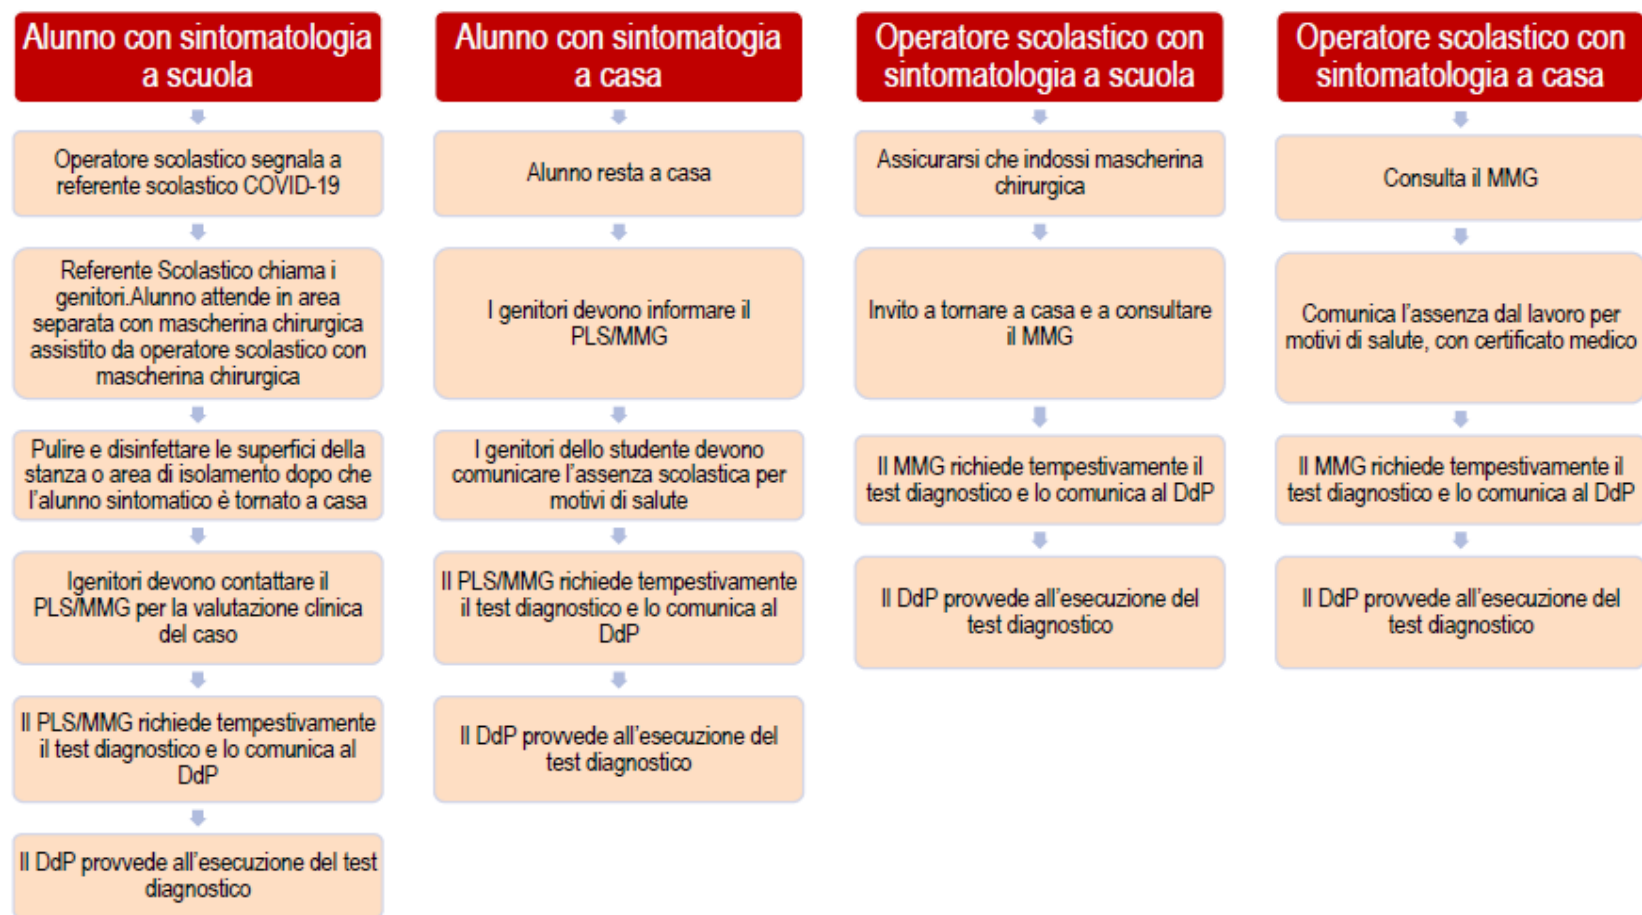 Alunno con sintomatologia
a scuola
Operatore scolastico segnala a
referente scolastico COVID-19
Referente Scolastico chiama i
genitori.Alunno attende in area
separata con mascherina chirurgica
assistito da operatore scolastico con
mascherina chirurgica
Pulire e disinfettare le superfici della
stanza o area di isolamento dopo che
l'alunno sintomatico è tornato a casa
Igenitori devono contattare il
PLS/MMG per la valutazione clinica
del caso
Il PLS/MMG richiede tempestivamente
il test diagnostico e lo comunica al
DdP
Il DdP provvede all'esecuzione del test
diagnostico
Alunno con sintomatogia
a casa
Alunno resta a casa
I genitori devono informare il
PLS/MMG
I genitori dello studente devono
comunicare l'assenza scolastica per
motivi di salute
Il PLS/MMG richiede tempestivamente
il test diagnostico e lo comunica al
DdP
Il DdP provvede all'esecuzione del
test diagnostico
Operatore scolastico con
sintomatologia a scuola
Assicurarsi che indossi mascherina
chirurgica
Invito a tornare a casa e a consultare
il MMG
Il MMG richiede tempestivamente il
test diagnostico e lo comunica al DdP
Il DdP provvede all'esecuzione del
test diagnostico
Operatore scolastico con
sintomatologia a casa
Consulta il MMG
Comunica l'assenza dal lavoro per
motivi di salute, con certificato medico
Il MMG richiede tempestivamente il
test diagnostico e lo comunica al DdP
Il DdP provvede all'esecuzione del
test diagnostico